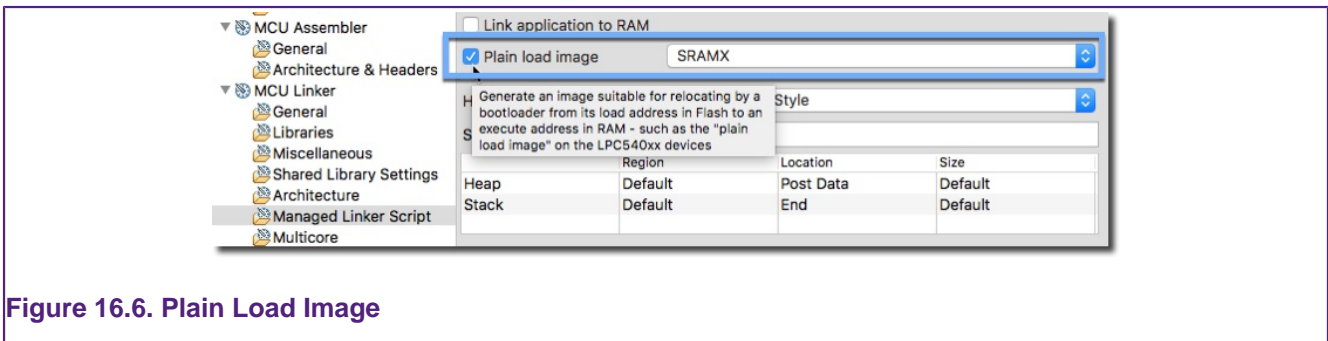 MCU Assembler
General
Architecture & Headers
MCU Linker
General
Libraries
Miscellaneous
Shared Library Settings
Architecture
Managed Linker Script
Multicore
Link application to RAM
Plain load image SRAMX
H Style
Generate an image suitable for relocating by a
bootloader from its load address in Flash to an
execute address in RAM - such as the "plain
load image" on the LPC540xx devices
S
Region Location Size
Heap Default Post Data Default
Stack Default End Default
Figure 16.6. Plain Load Image